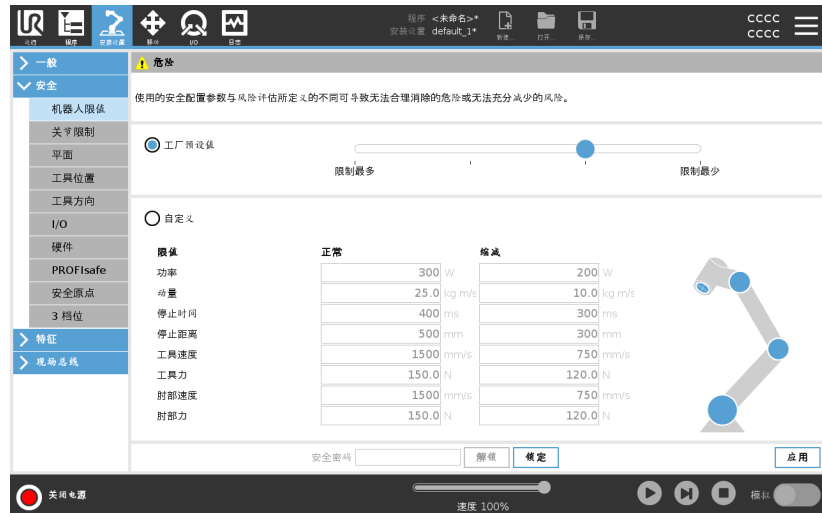 UR
运行 程序 安装设置 移动 I/O 日志
程序 <未命名>*
安装设置 default_1*
新建... 打开... 保存...
cccc
cccc
一般
安全
机器人限值
关节限制
平面
工具位置
工具方向
I/O
硬件
PROFIsafe
安全原点
3 档位
特征
现场总线
危险
使用的安全配置参数与风险评估所定义的不同可导致无法合理消除的危险或无法充分减少的风险。
工厂预设值
限制最多 限制最少
自定义
限值 正常 缩减
功率 300 W 200 W
动量 25.0 kg m/s 10.0 kg m/s
停止时间 400 ms 300 ms
停止距离 500 mm 300 mm
工具速度 1500 mm/s 750 mm/s
工具力 150.0 N 120.0 N
肘部速度 1500 mm/s 750 mm/s
肘部力 150.0 N 120.0 N
安全密码 解锁 锁定 应用
关闭电源
速度 100%
模拟